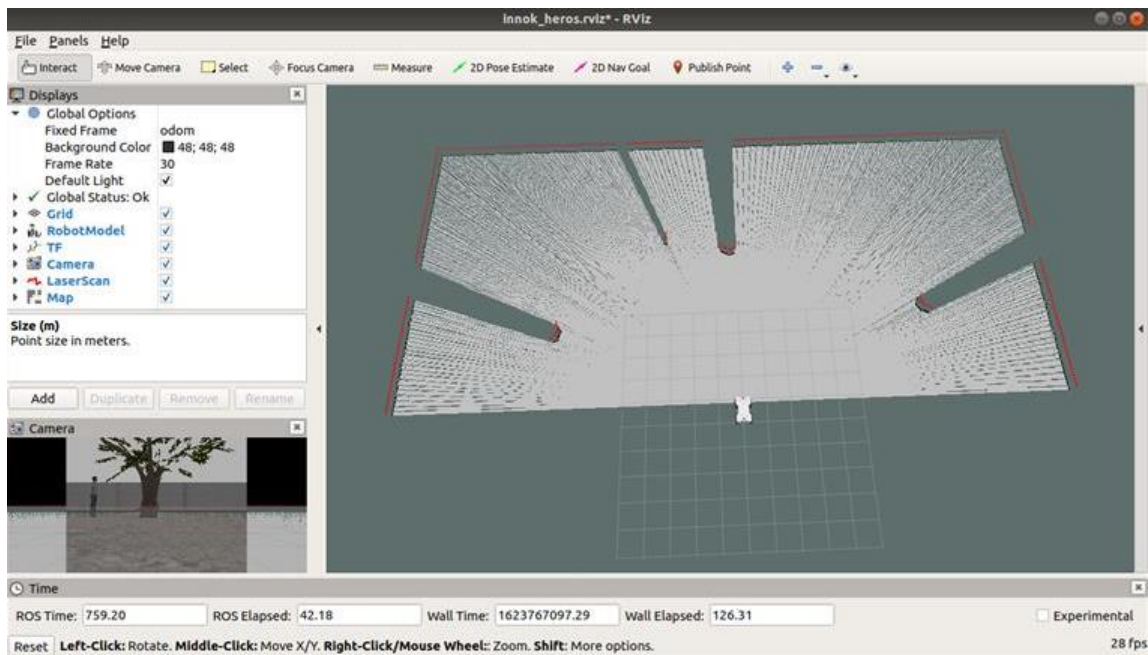 innok_heros.rviz* - RViz
File Panels Help
Interact Move Camera Select Focus Camera Measure 2D Pose Estimate 2D Nav Goal Publish Point
Displays
Global Options
Fixed Frame odom
Background Color 48; 48; 48
Frame Rate 30
Default Light
Global Status: Ok
Grid
RobotModel
TF
Camera
LaserScan
Map
Size (m)
Point size in meters.
Add Duplicate Remove Rename
Camera
Time
ROS Time: 759.20 ROS Elapsed: 42.18 Wall Time: 1623767097.29 Wall Elapsed: 126.31 Experimental
Reset Left-Click: Rotate. Middle-Click: Move X/Y. Right-Click/Mouse Wheel:: Zoom. Shift: More options. 28 fps